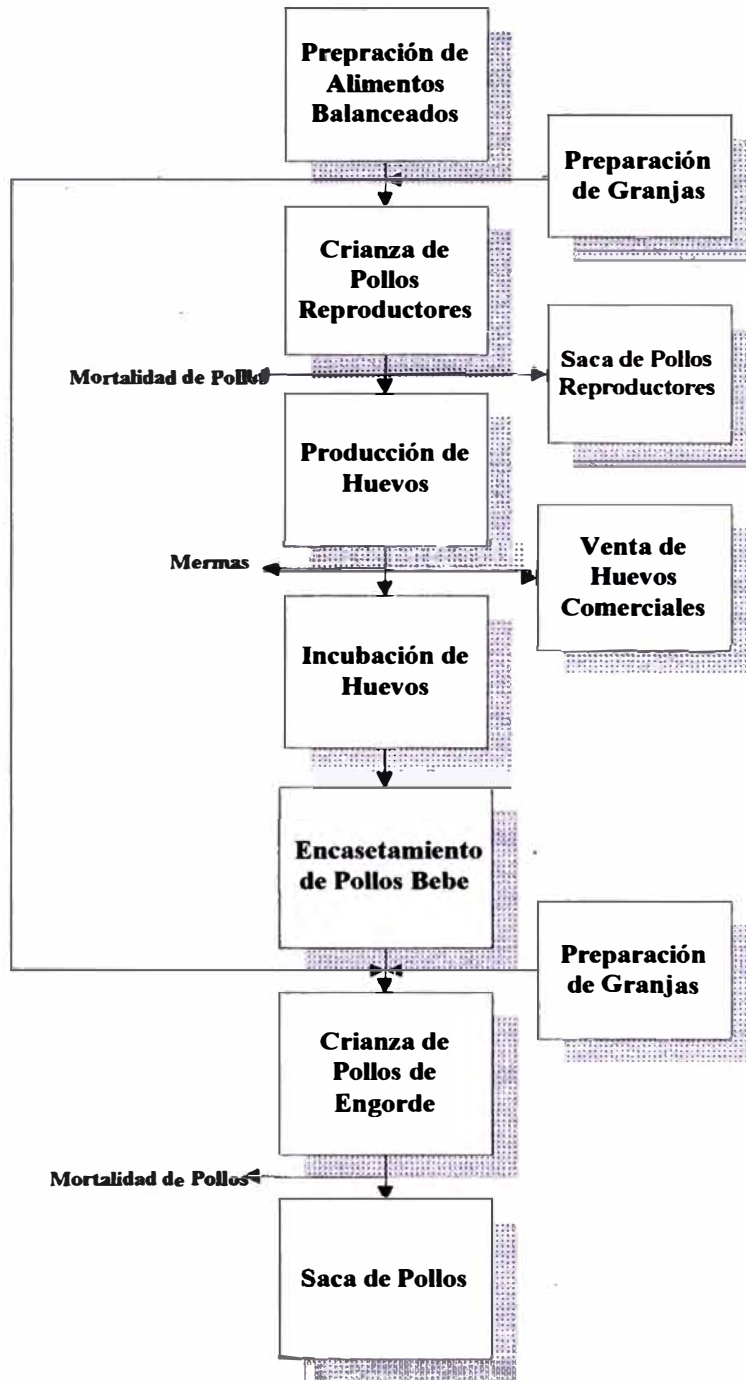 Prepración de
Alimentos
Balanceados
Preparación
de Granjas
Crianza de
Pollos
Reproductores
Mortalidad de Pollos
Saca de Pollos
Reproductores
Producción de
Huevos
Mermas
Venta de
Huevos
Comerciales
Incubación de
Huevos
Encasetamiento
de Pollos Bebe
Preparación
de Granjas
Crianza de
Pollos de
Engorde
Mortalidad de Pollos
Saca de Pollos